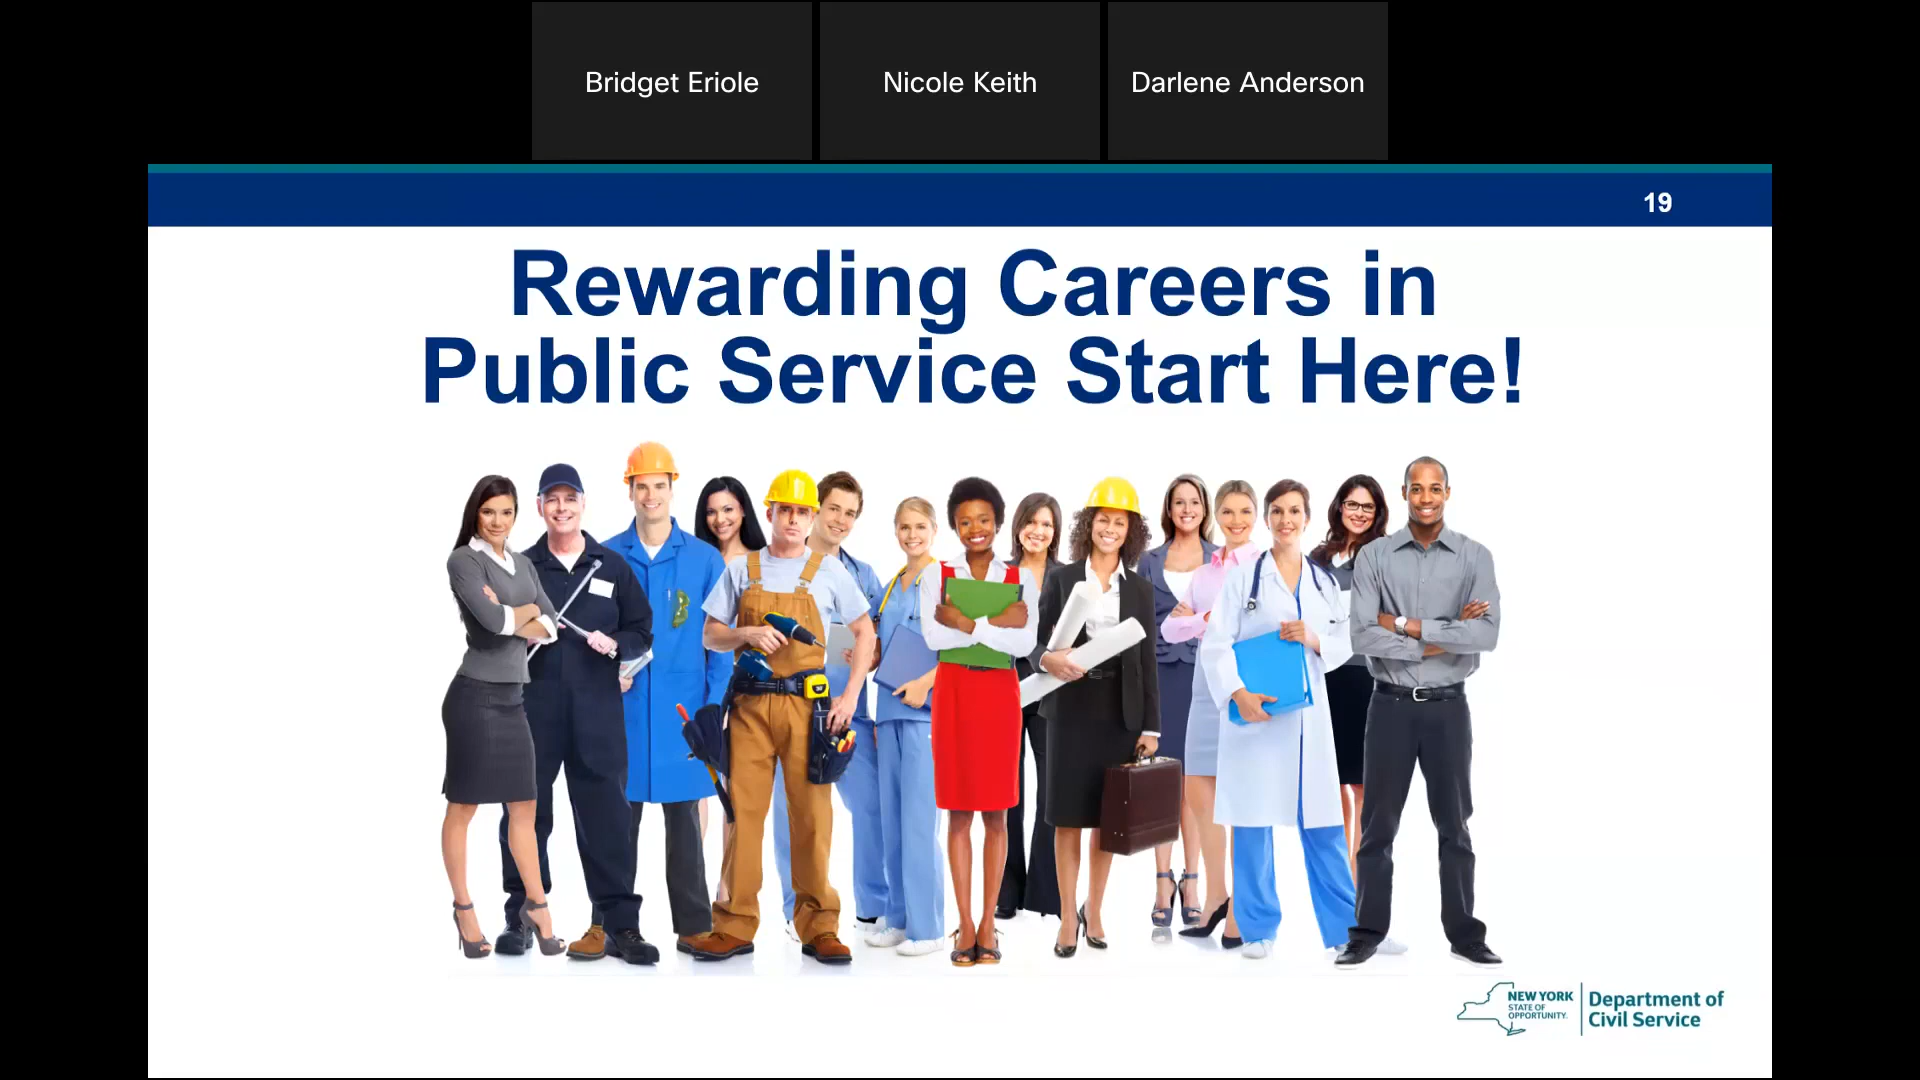 Bridget Eriole
Nicole Keith
Darlene Anderson
19
Rewarding Careers in
Public Service Start Here!
NEW YORK
STATE OF
OPPORTUNITY.
Department of
Civil Service